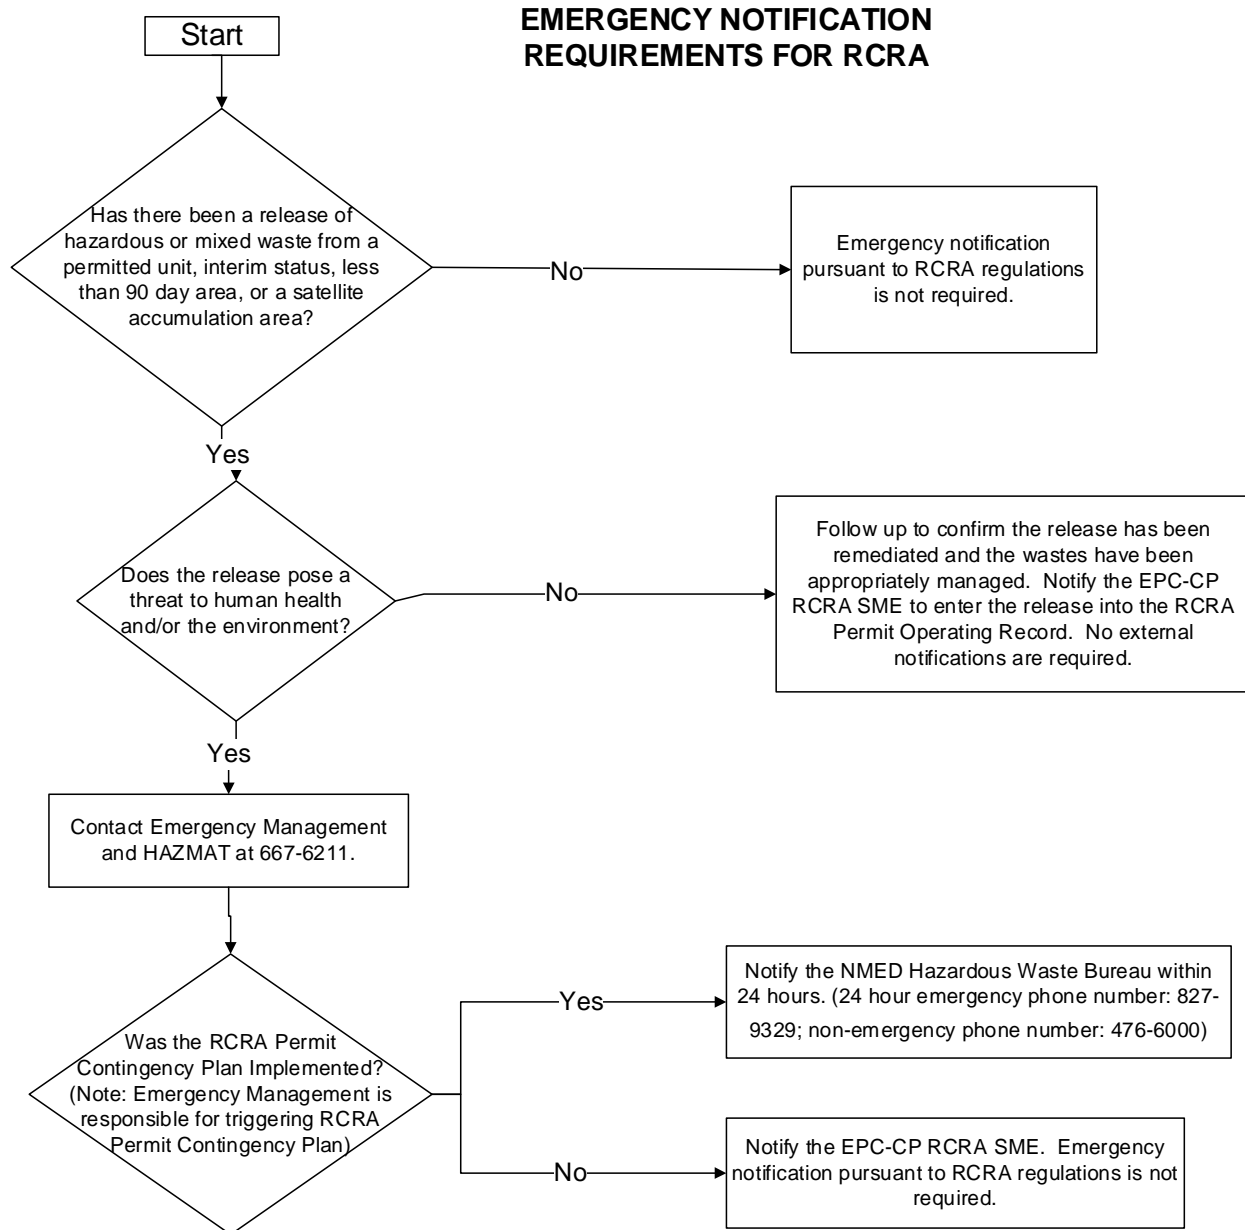 EMERGENCY NOTIFICATION
REQUIREMENTS FOR RCRA
Start
Has there been a release of
hazardous or mixed waste from a
permitted unit, interim status, less
than 90 day area, or a satellite
accumulation area?
No
Emergency notification
pursuant to RCRA regulations
is not required.
Yes
Does the release pose a
threat to human health
and/or the environment?
No
Follow up to confirm the release has been
remediated and the wastes have been
appropriately managed.  Notify the EPC-CP
RCRA SME to enter the release into the RCRA
Permit Operating Record.  No external
notifications are required.
Yes
Contact Emergency Management
and HAZMAT at 667-6211.
Was the RCRA Permit
Contingency Plan Implemented?
(Note: Emergency Management is
responsible for triggering RCRA
Permit Contingency Plan)
Yes
Notify the NMED Hazardous Waste Bureau within
24 hours. (24 hour emergency phone number: 827-
9329; non-emergency phone number: 476-6000)
No
Notify the EPC-CP RCRA SME.  Emergency
notification pursuant to RCRA regulations is not
required.